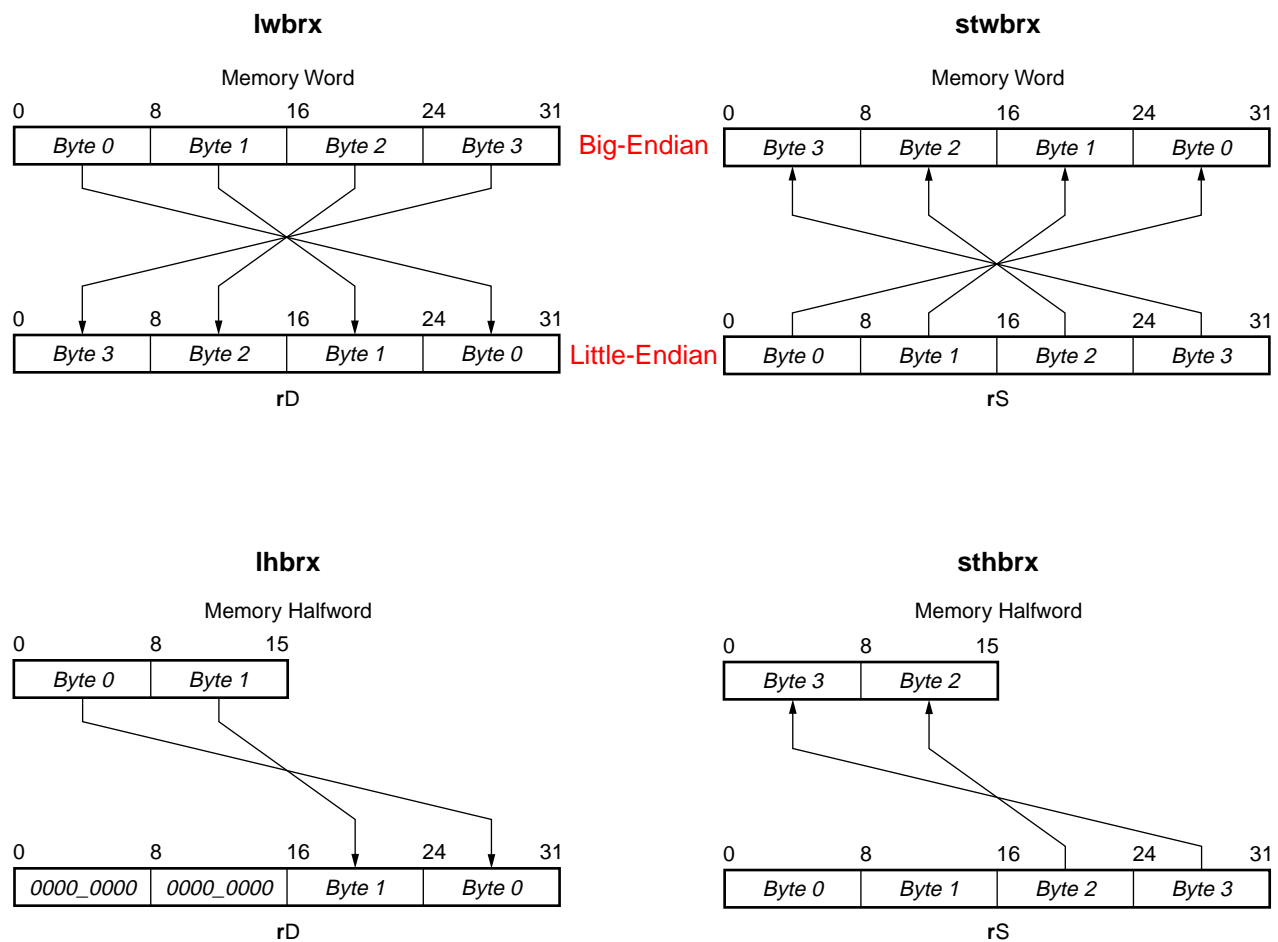 lwbrx
stwbrx
Memory Word
Memory Word
0 8 16 24 31
0 8 16 24 31
Byte 0 Byte 1 Byte 2 Byte 3
Big-Endian
Byte 3 Byte 2 Byte 1 Byte 0
0 8 16 24 31
0 8 16 24 31
Byte 3 Byte 2 Byte 1 Byte 0
Little-Endian
Byte 0 Byte 1 Byte 2 Byte 3
rD
rS
lhbrx
sthbrx
Memory Halfword
Memory Halfword
0 8 15
0 8 15
Byte 0 Byte 1
Byte 3 Byte 2
0 8 16 24 31
0 8 16 24 31
0000_0000 0000_0000 Byte 1 Byte 0
Byte 0 Byte 1 Byte 2 Byte 3
rD
rS